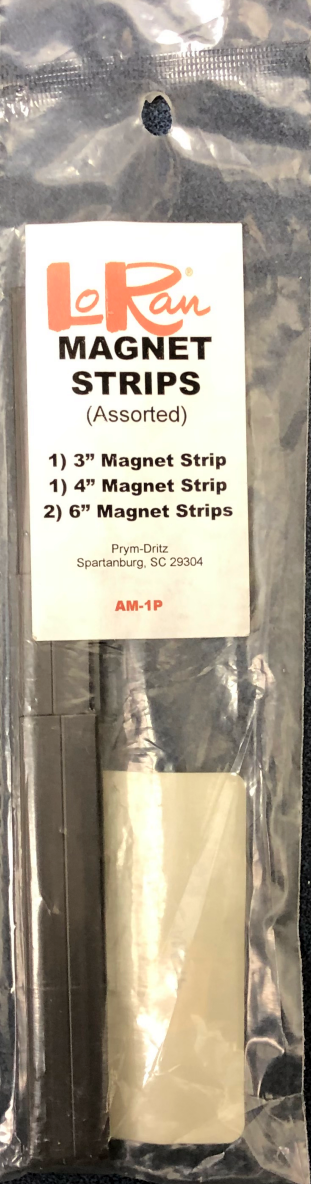 LoRan®
MAGNET
STRIPS
(Assorted)
1) 3” Magnet Strip
1) 4” Magnet Strip
2) 6” Magnet Strips
Prym-Dritz
Spartanburg, SC 29304
AM-1P